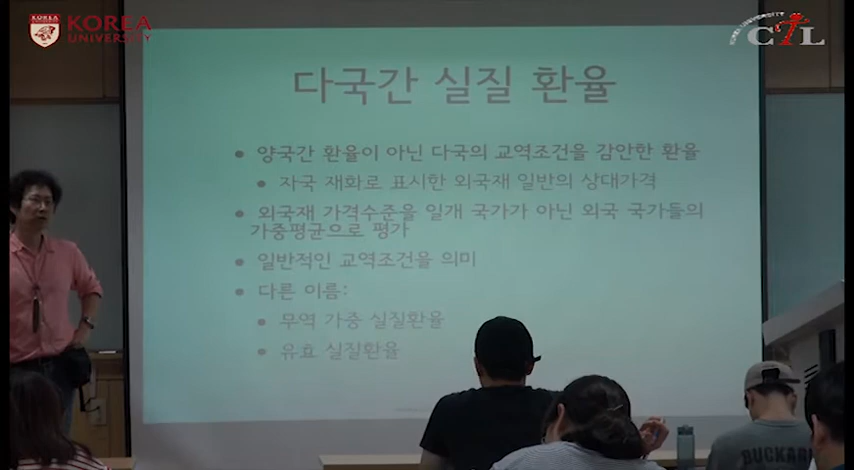 KOREA
UNIVERSITY
CTL
다국간 실질 환율
• 양국간 환율이 아닌 다국의 교역조건을 감안한 환율
• 자국 재화로 표시한 외국재 일반의 상대가격
• 외국재 가격수준을 일개 국가가 아닌 외국 국가들의
가중평균으로 평가
• 일반적인 교역조건을 의미
• 다른 이름:
• 무역 가중 실질환율
• 유효 실질환율
BUCKAR